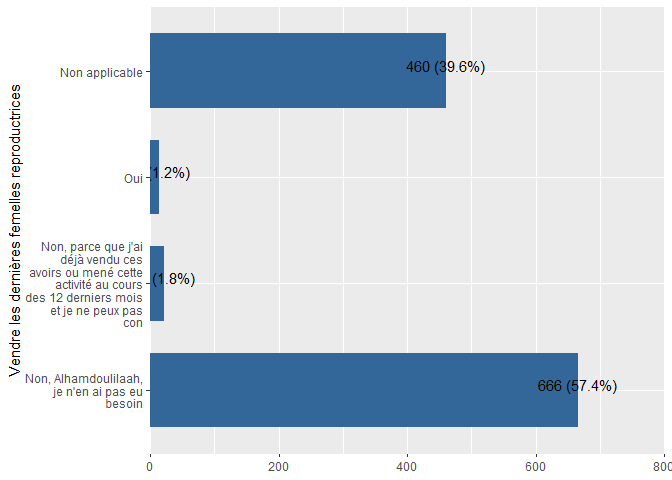 Vendre les dernières femelles reproductrices
Non applicable
460 (39.6%)
Oui
(1.2%)
Non, parce que j'ai
déjà vendu ces
avoirs ou mené cette
activité au cours
des 12 derniers mois
et je ne peux pas
con
(1.8%)
Non, Alhamdoulilaah,
je n'en ai pas eu
besoin
666 (57.4%)
0
200
400
600
800